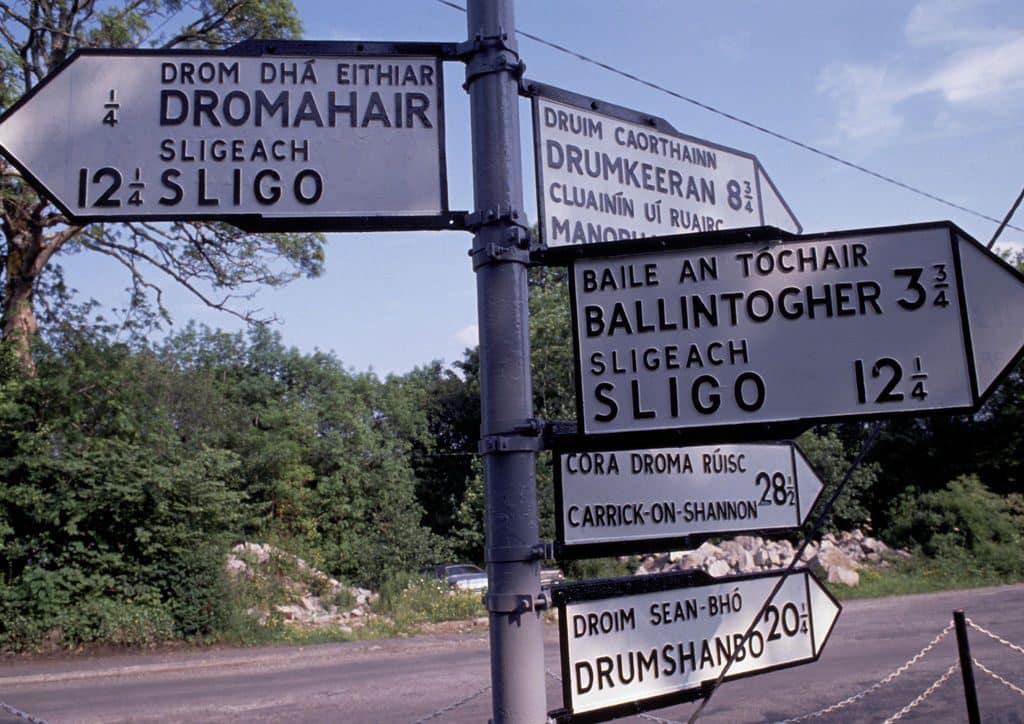 DROM DHÁ EITHIAR
¼ DROMAHAIR
SLIGEACH
12¼ SLIGO
DRUIM CAORTHAINN
DRUMKEERAN 8¾
CLUAINÍN UÍ RUAIRC
BAILE AN TÓCHAIR
BALLINTOGHER 3¾
SLIGEACH
SLIGO 12¼
CORA DROMA RÚISC
CARRICK-ON-SHANNON 28½
DROIM SEAN-BHÓ
DRUMSHANBO 20¼